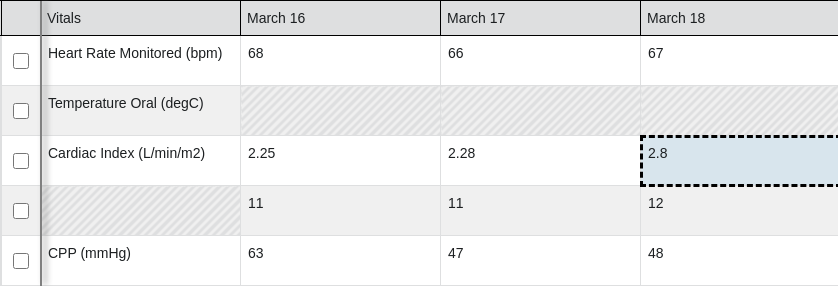 Vitals March 16 March 17 March 18
Heart Rate Monitored (bpm) 68 66 67
Temperature Oral (degC)
Cardiac Index (L/min/m2) 2.25 2.28 2.8
11 11 12
CPP (mmHg) 63 47 48